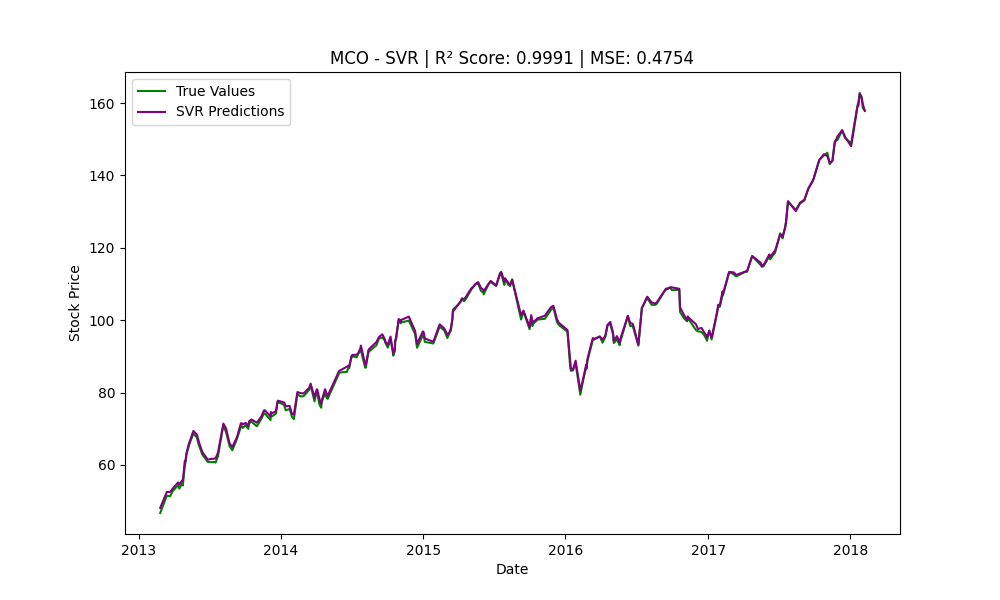 MCO - SVR | R² Score: 0.9991 | MSE: 0.4754
True Values
SVR Predictions
160
140
120
100
80
60
Stock Price
2013 2014 2015 2016 2017 2018
Date